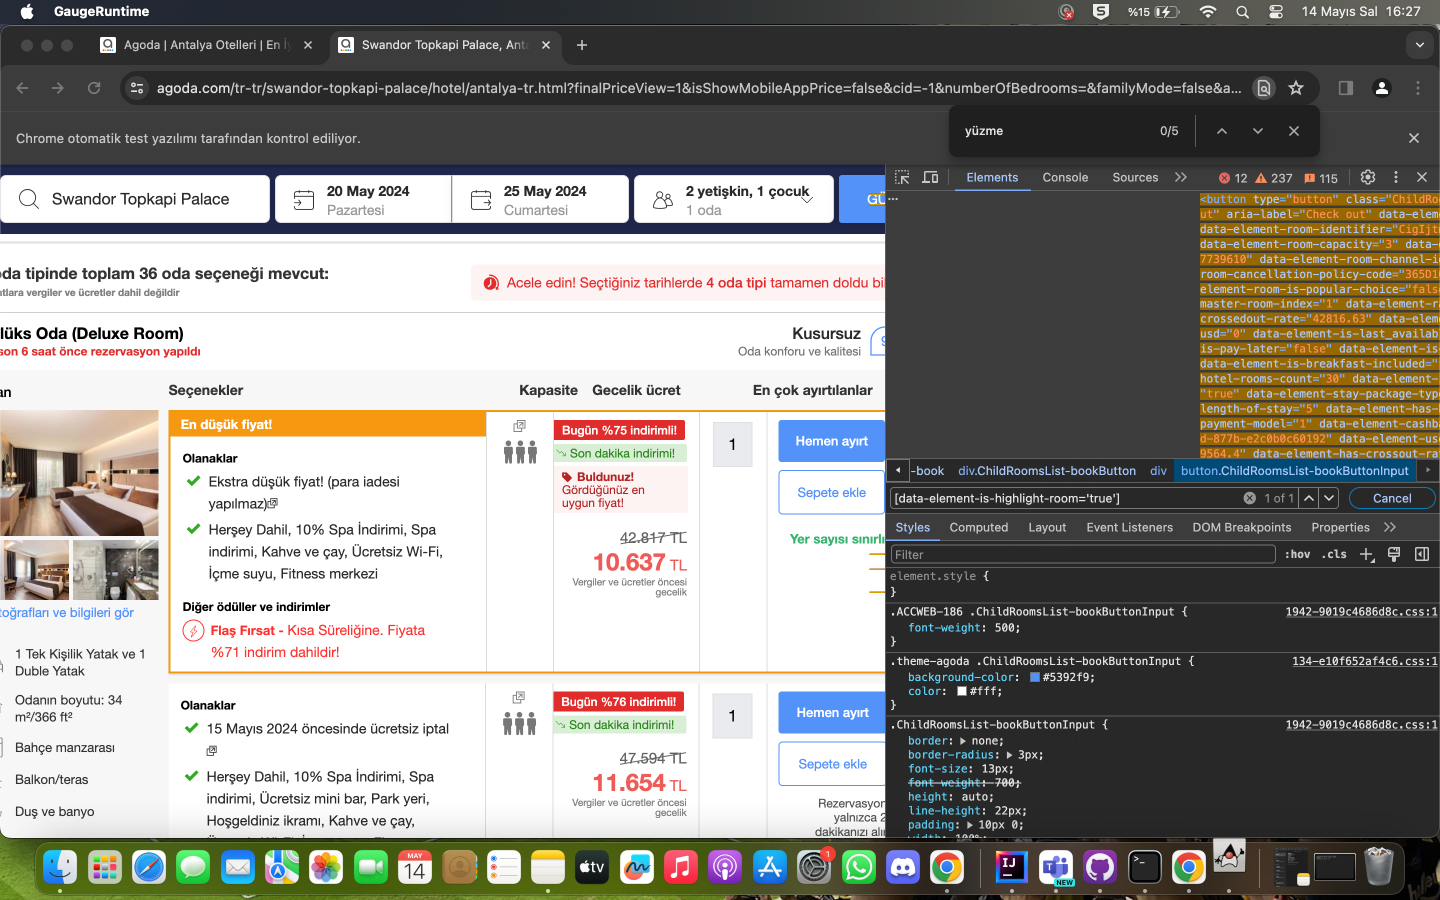 GaugeRuntime
%15
14 Mayıs Sal 16:27
Agoda | Antalya Otelleri | En İy
Swandor Topkapi Palace, Anta
agoda.com/tr-tr/swandor-topkapi-palace/hotel/antalya-tr.html?finalPriceView=1&isShowMobileAppPrice=false&cid=-1&numberOfBedrooms=&familyMode=false&a...
Chrome otomatik test yazılımı tarafından kontrol ediliyor.
yüzme
0/5
Swandor Topkapi Palace
20 May 2024
Pazartesi
25 May 2024
Cumartesi
2 yetişkin, 1 çocuk
1 oda
GÜ
oda tipinde toplam 36 oda seçeneği mevcut:
ntlara vergiler ve ücretler dahil değildir
Acele edin! Seçtiğiniz tarihlerde 4 oda tipi tamamen doldu bil
lüks Oda (Deluxe Room)
son 6 saat önce rezervasyon yapıldı
Kusursuz
Oda konforu ve kalitesi
an
Seçenekler
Kapasite
Gecelik ücret
En çok ayırtılanlar
En düşük fiyat!
Olanaklar
Ekstra düşük fiyat! (para iadesi
yapılmaz)
Herşey Dahil, 10% Spa İndirimi, Spa
indirimi, Kahve ve çay, Ücretsiz Wi-Fi,
İçme suyu, Fitness merkezi
Diğer ödüller ve indirimler
Flaş Fırsat - Kısa Süreliğine. Fiyata
%71 indirim dahildir!
Bugün %75 indirimli!
Son dakika indirimi!
Buldunuz!
Gördüğünüz en
uygun fiyat!
42.817 TL
10.637 TL
Vergiler ve ücretler öncesi
gecelik
1
Hemen ayırt
Sepete ekle
Yer sayısı sınırlı
toğrafları ve bilgileri gör
1 Tek Kişilik Yatak ve 1
Duble Yatak
Odanın boyutu: 34
m²/366 ft²
Bahçe manzarası
Balkon/teras
Duş ve banyo
Olanaklar
15 Mayıs 2024 öncesinde ücretsiz iptal
Herşey Dahil, 10% Spa İndirimi, Spa
indirimi, Ücretsiz mini bar, Park yeri,
Hoşgeldiniz ikramı, Kahve ve çay,
Bugün %76 indirimli!
Son dakika indirimi!
47.594 TL
11.654 TL
Vergiler ve ücretler öncesi
gecelik
1
Hemen ayırt
Sepete ekle
Rezervasyon
yalnızca 2
dakikanızı alır
Elements
Console
Sources
12
237
115
<button type="button" class="ChildRoo
ut" aria-label="Check out" data-elem
data-element-room-identifier="CigIjtn
data-element-room-capacity="3" data-e
7739610" data-element-room-channel-i
room-cancellation-policy-code="365D10
element-room-is-popular-choice="fals
master-room-index="1" data-element-ra
crossedout-rate="42816.63" data-eleme
usd="0" data-element-is-last_availabl
is-pay-later="false" data-element-is-
data-element-is-breakfast-included="
hotel-rooms-count="30" data-element-
"true" data-element-stay-package-typ
length-of-stay="5" data-element-has-
payment-model="1" data-element-cashba
d-877b-e2c0b0c60192" data-element-use
9564.4" data-element-has-crossout-rat
-book
div.ChildRoomsList-bookButton
div
button.ChildRoomsList-bookButtonInput
[data-element-is-highlight-room='true']
1 of 1
Cancel
Styles
Computed
Layout
Event Listeners
DOM Breakpoints
Properties
Filter
:hov
.cls
element.style {
}
.ACCWEB-186 .ChildRoomsList-bookButtonInput {
1942-9019c4686d8c.css:1
font-weight: 500;
}
.theme-agoda .ChildRoomsList-bookButtonInput {
134-e10f652af4c6.css:1
background-color: #5392f9;
color: #fff;
}
.ChildRoomsList-bookButtonInput {
1942-9019c4686d8c.css:1
border: none;
border-radius: 3px;
font-size: 13px;
font-weight: 700;
height: auto;
line-height: 22px;
padding: 10px 0;
width: 100%;
MAY
14
tv
1
IJ
NEW